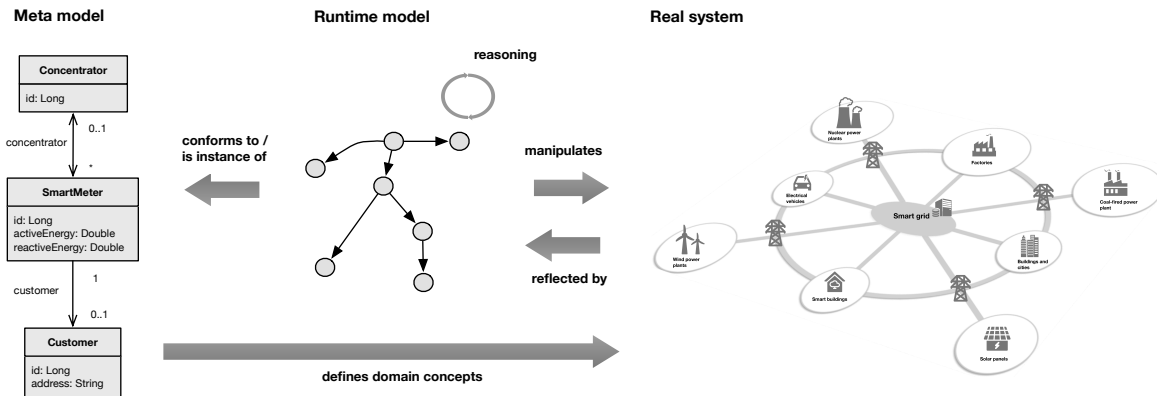 Meta model
Runtime model
Real system
Concentrator
id: Long
concentrator
0..1
*
SmartMeter
id: Long
activeEnergy: Double
reactiveEnergy: Double
1
customer
0..1
Customer
id: Long
address: String
conforms to /
is instance of
reasoning
manipulates
reflected by
defines domain concepts
Nuclear power
plants
Factories
Electrical
vehicles
Coal-fired power
plant
Smart grid
Wind power
plants
Buildings and
cities
Smart buildings
Solar panels